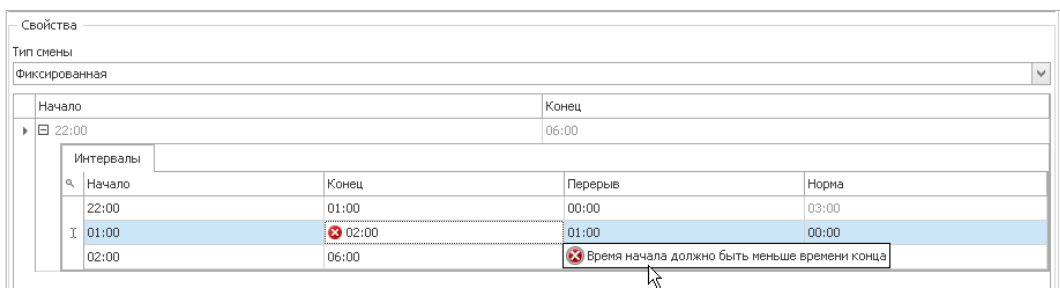 Свойства
Тип смены
Фиксированная
Начало Конец
22:00 06:00
Интервалы
Начало Конец Перерыв Норма
22:00 01:00 00:00 03:00
01:00 02:00 01:00 00:00
02:00 06:00 Время начала должно быть меньше времени конца